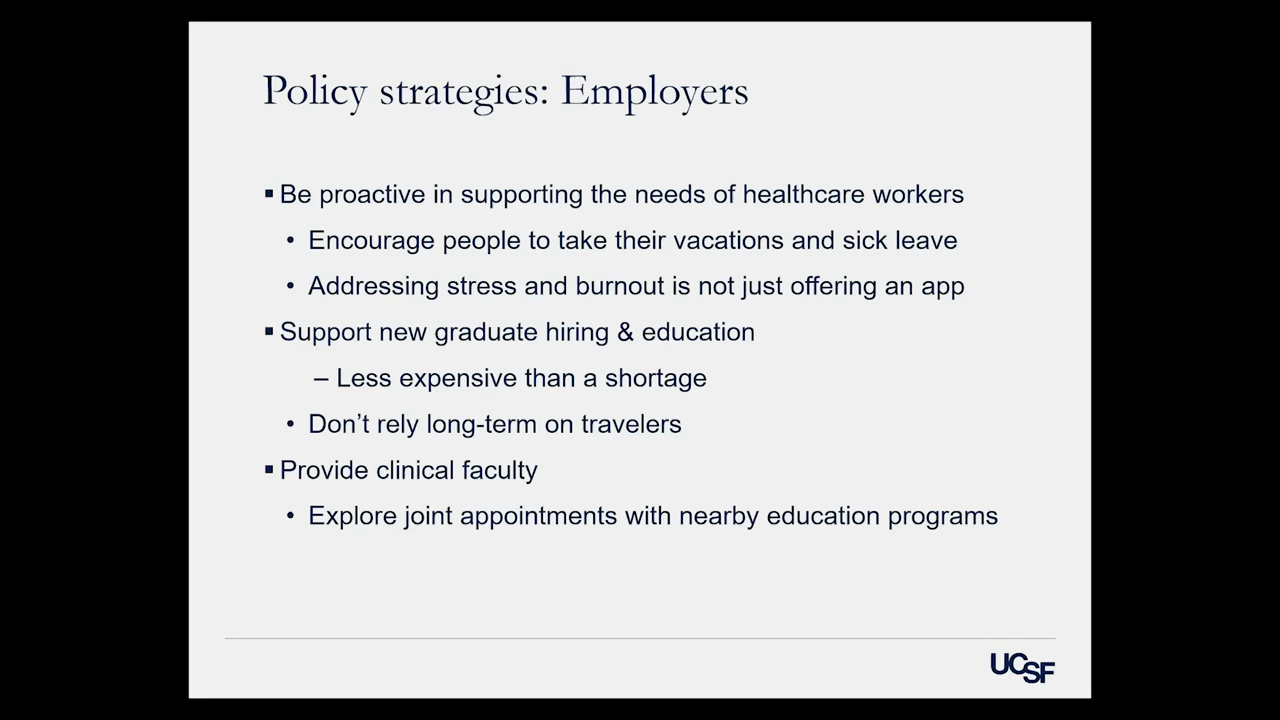 Policy strategies: Employers
▪ Be proactive in supporting the needs of healthcare workers
• Encourage people to take their vacations and sick leave
• Addressing stress and burnout is not just offering an app
▪ Support new graduate hiring & education
– Less expensive than a shortage
• Don’t rely long-term on travelers
▪ Provide clinical faculty
• Explore joint appointments with nearby education programs
UCSF